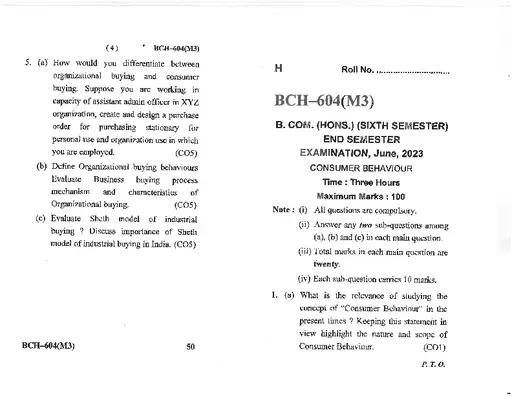 ( 4 ) BCH–604(M3)
5. (a) How would you differentiate between
organizational buying and consumer
buying. Suppose you are working in
capacity of assistant admin officer in XYZ
organization, create and design a purchase
order for purchasing stationary for
personal use and organization use in which
you are employed. (CO5)
(b) Define Organizational buying behaviours
Evaluate Business buying process
mechanism and characteristics of
Organizational buying. (CO5)
(c) Evaluate Sheth model of industrial
buying ? Discuss importance of Sheth
model of industrial buying in India. (CO5)
BCH–604(M3) 50
H Roll No. ............................
BCH–604(M3)
B. COM. (HONS.) (SIXTH SEMESTER)
END SEMESTER
EXAMINATION, June, 2023
CONSUMER BEHAVIOUR
Time : Three Hours
Maximum Marks : 100
Note : (i) All questions are compulsory.
(ii) Answer any two sub-questions among
(a), (b) and (c) in each main question.
(iii) Total marks in each main question are
twenty.
(iv) Each sub-question carries 10 marks.
1. (a) What is the relevance of studying the
concept of “Consumer Behaviour” in the
present times ? Keeping this statement in
view highlight the nature and scope of
Consumer Behaviour. (CO1)
P. T. O.